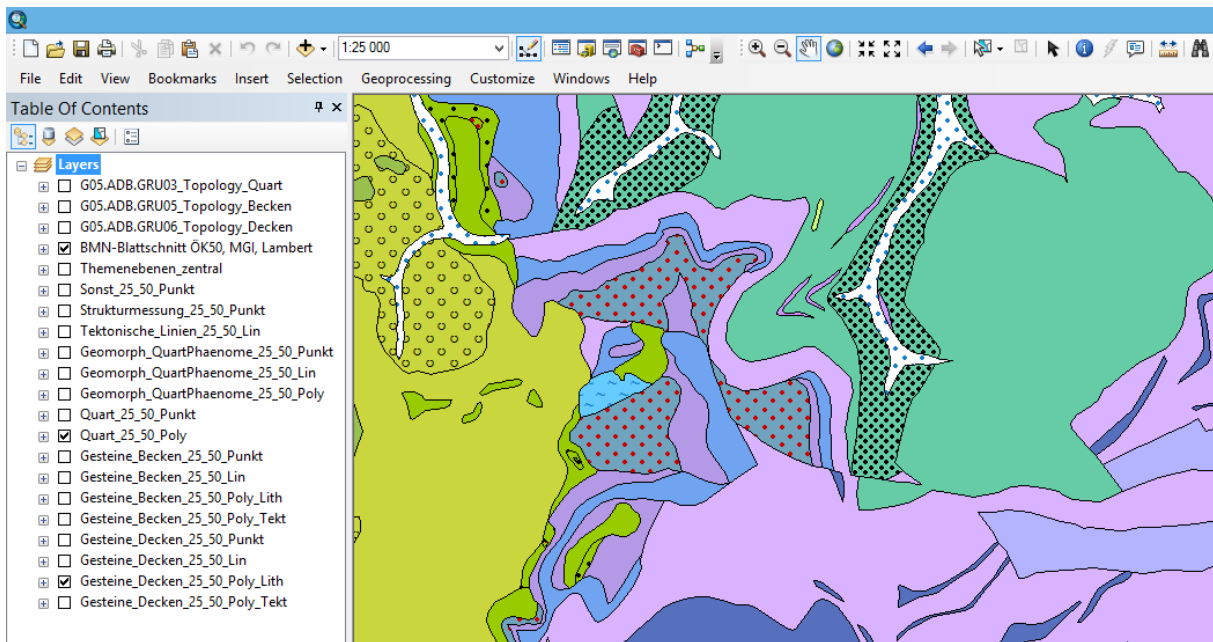 1:25 000
File Edit View Bookmarks Insert Selection Geoprocessing Customize Windows Help
Table Of Contents
Layers
G05.ADB.GRU03_Topology_Quart
G05.ADB.GRU05_Topology_Becken
G05.ADB.GRU06_Topology_Decken
BMN-Blattschnitt ÖK50, MGI, Lambert
Themenebenen_zentral
Sonst_25_50_Punkt
Strukturmessung_25_50_Punkt
Tektonische_Linien_25_50_Lin
Geomorph_QuartPhaenome_25_50_Punkt
Geomorph_QuartPhaenome_25_50_Lin
Geomorph_QuartPhaenome_25_50_Poly
Quart_25_50_Punkt
Quart_25_50_Poly
Gesteine_Becken_25_50_Punkt
Gesteine_Becken_25_50_Lin
Gesteine_Becken_25_50_Poly_Lith
Gesteine_Becken_25_50_Poly_Tekt
Gesteine_Decken_25_50_Punkt
Gesteine_Decken_25_50_Lin
Gesteine_Decken_25_50_Poly_Lith
Gesteine_Decken_25_50_Poly_Tekt